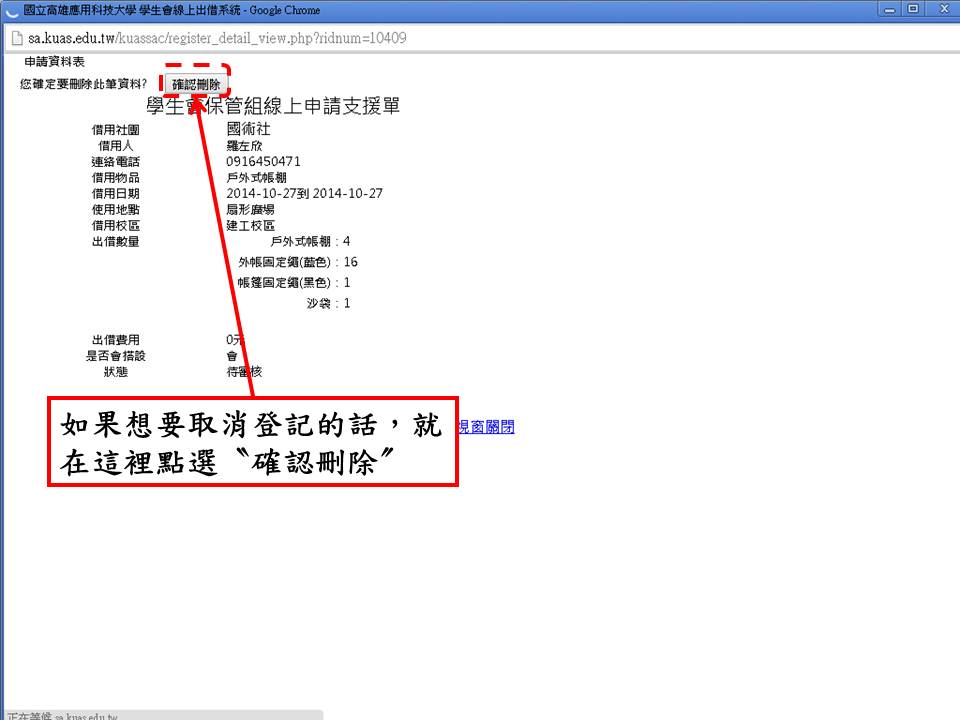 國立高雄應用科技大學 學生會線上出借系統 - Google Chrome
sa.kuas.edu.tw/kuassac/register_detail_view.php?ridnum=10409
申請資料表
您確定要刪除此筆資料? 確認刪除
學生會保管組線上申請支援單
借用社團 國術社
借用人 羅左欣
連絡電話 0916450471
借用物品 戶外式帳棚
借用日期 2014-10-27到 2014-10-27
使用地點 扇形廣場
借用校區 建工校區
出借數量 戶外式帳棚:4
外帳固定繩(藍色):16
帳篷固定繩(黑色):1
沙袋:1
出借費用 0元
是否會搭設 會
狀態 待審核
如果想要取消登記的話,就
在這裡點選〝確認刪除〞
視窗關閉
正在等候 sa.kuas.edu.tw